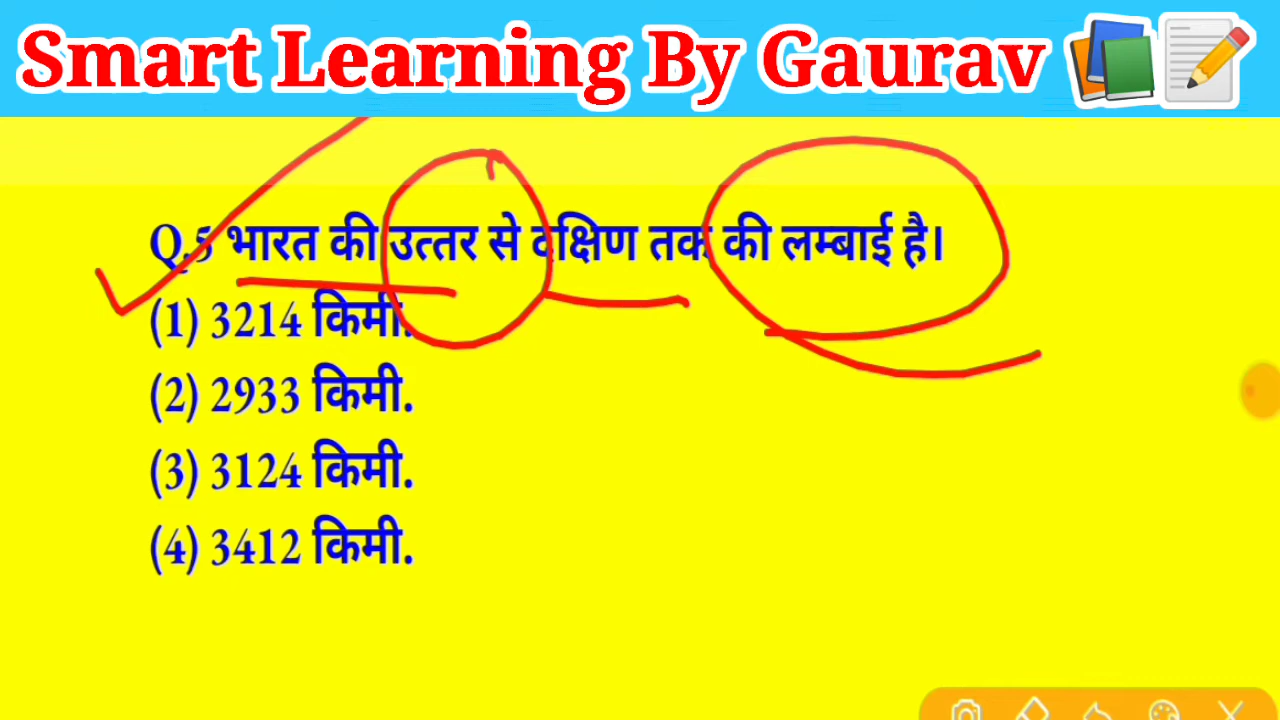 Smart Learning By Gaurav
Q.5 भारत की उत्तर से दक्षिण तक की लम्बाई है।
(1) 3214 किमी.
(2) 2933 किमी.
(3) 3124 किमी.
(4) 3412 किमी.